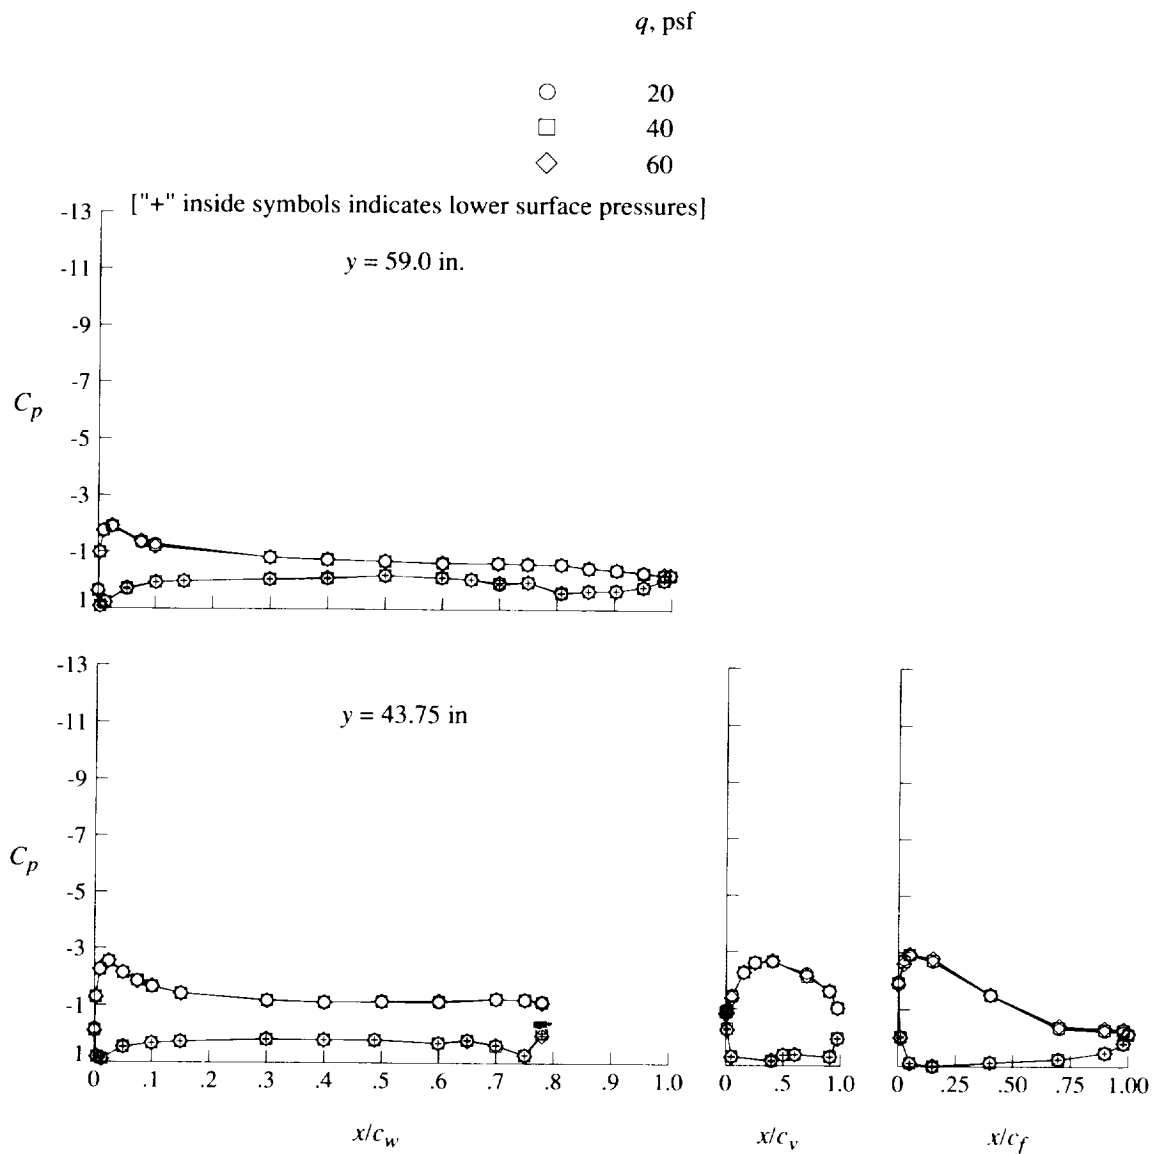 q, psf
20
40
60
["+" inside symbols indicates lower surface pressures]
y = 59.0 in.
-13
-11
-9
-7
-5
-3
-1
1
C_p
y = 43.75 in
-13
-11
-9
-7
-5
-3
-1
1
C_p
0 .1 .2 .3 .4 .5 .6 .7 .8 .9 1.0
0 .5 1.0
0 .25 .50 .75 1.00
x/c_w
x/c_v
x/c_f